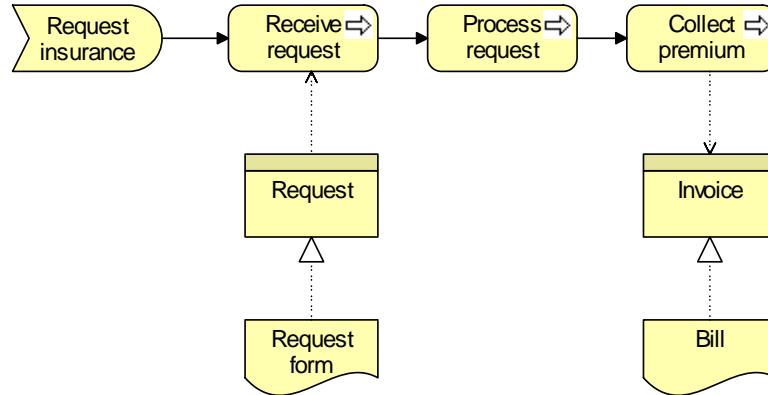 Request
insurance
Receive
request
Process
request
Collect
premium
Request
Invoice
Request
form
Bill